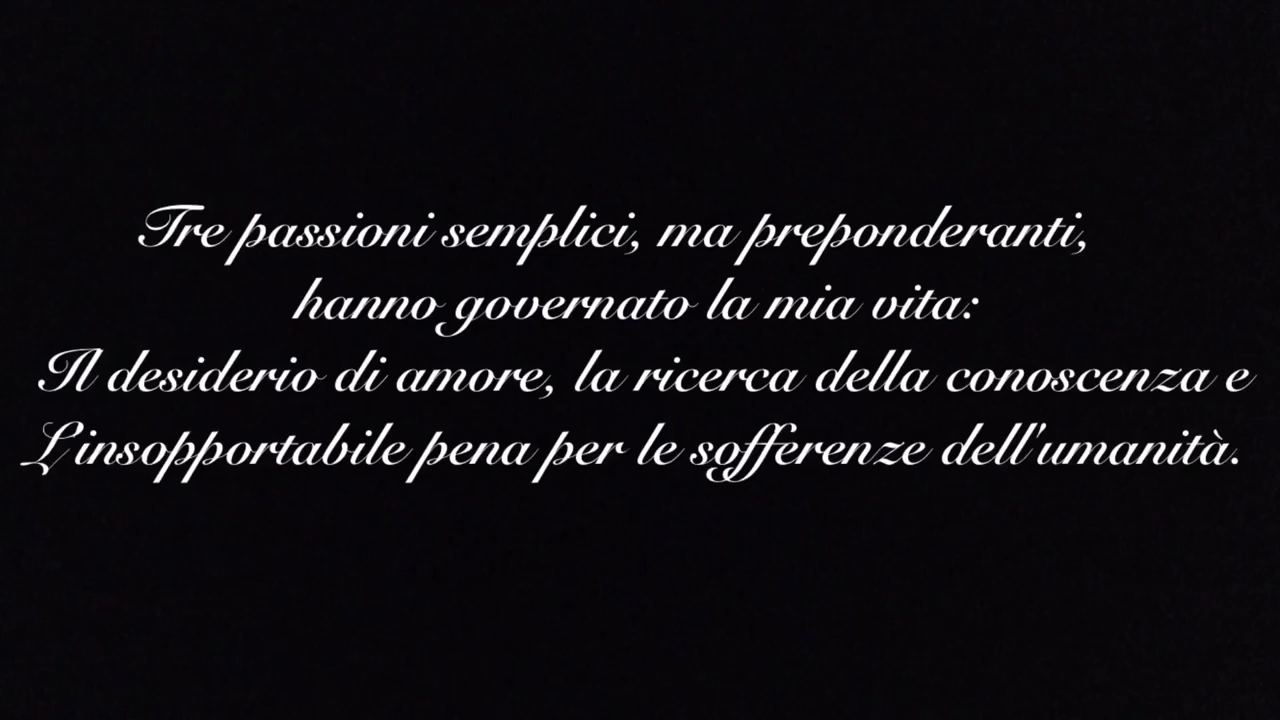 Tre passioni semplici, ma preponderanti,
hanno governato la mia vita:
Il desiderio di amore, la ricerca della conoscenza e
L'insopportabile pena per le sofferenze dell'umanità.